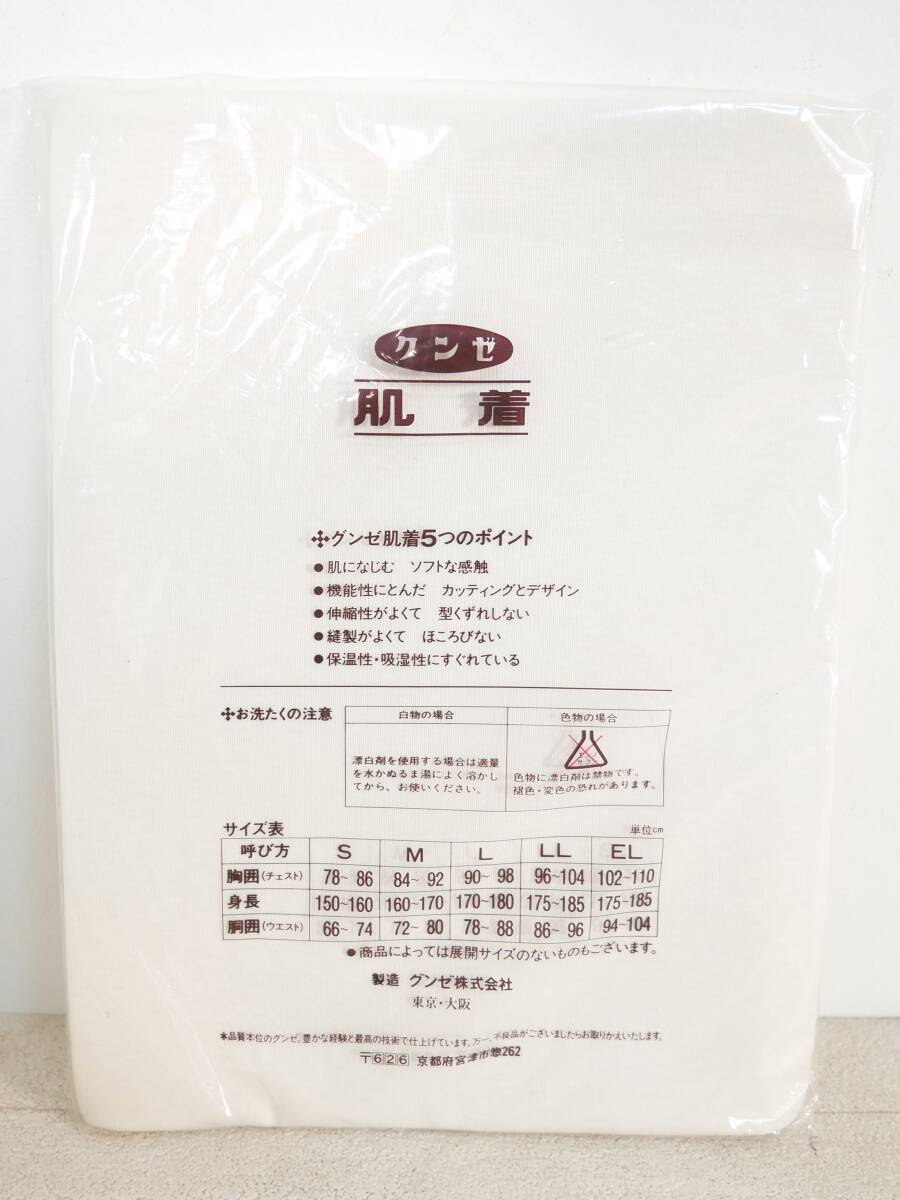 グンゼ
肌着
グンゼ肌着5つのポイント
●肌になじむ ソフトな感触
●機能性にとんだ カッティングとデザイン
●伸縮性がよくて 型くずれしない
●縫製がよくて ほころびない
●保温性・吸湿性にすぐれている
お洗たくの注意
白物の場合
漂白剤を使用する場合は適量
を水かぬるま湯によく溶かし
てから、お使いください。
色物の場合
エンソ
サラシ
色物に漂白剤は禁物です。
褪色・変色の恐れがあります。
サイズ表 単位cm
呼び方 S M L LL EL
胸囲(チェスト) 78~86 84~92 90~98 96~104 102~110
身長 150~160 160~170 170~180 175~185 175~185
胴囲(ウエスト) 66~74 72~80 78~88 86~96 94~104
●商品によっては展開サイズのないものもございます。
製造 グンゼ株式会社
東京・大阪
*品質本位のグンゼ。豊かな経験と最高の技術で仕上げています。万一、不良品がございましたらお取りかえいたします。
〒626 京都府宮津市惣262